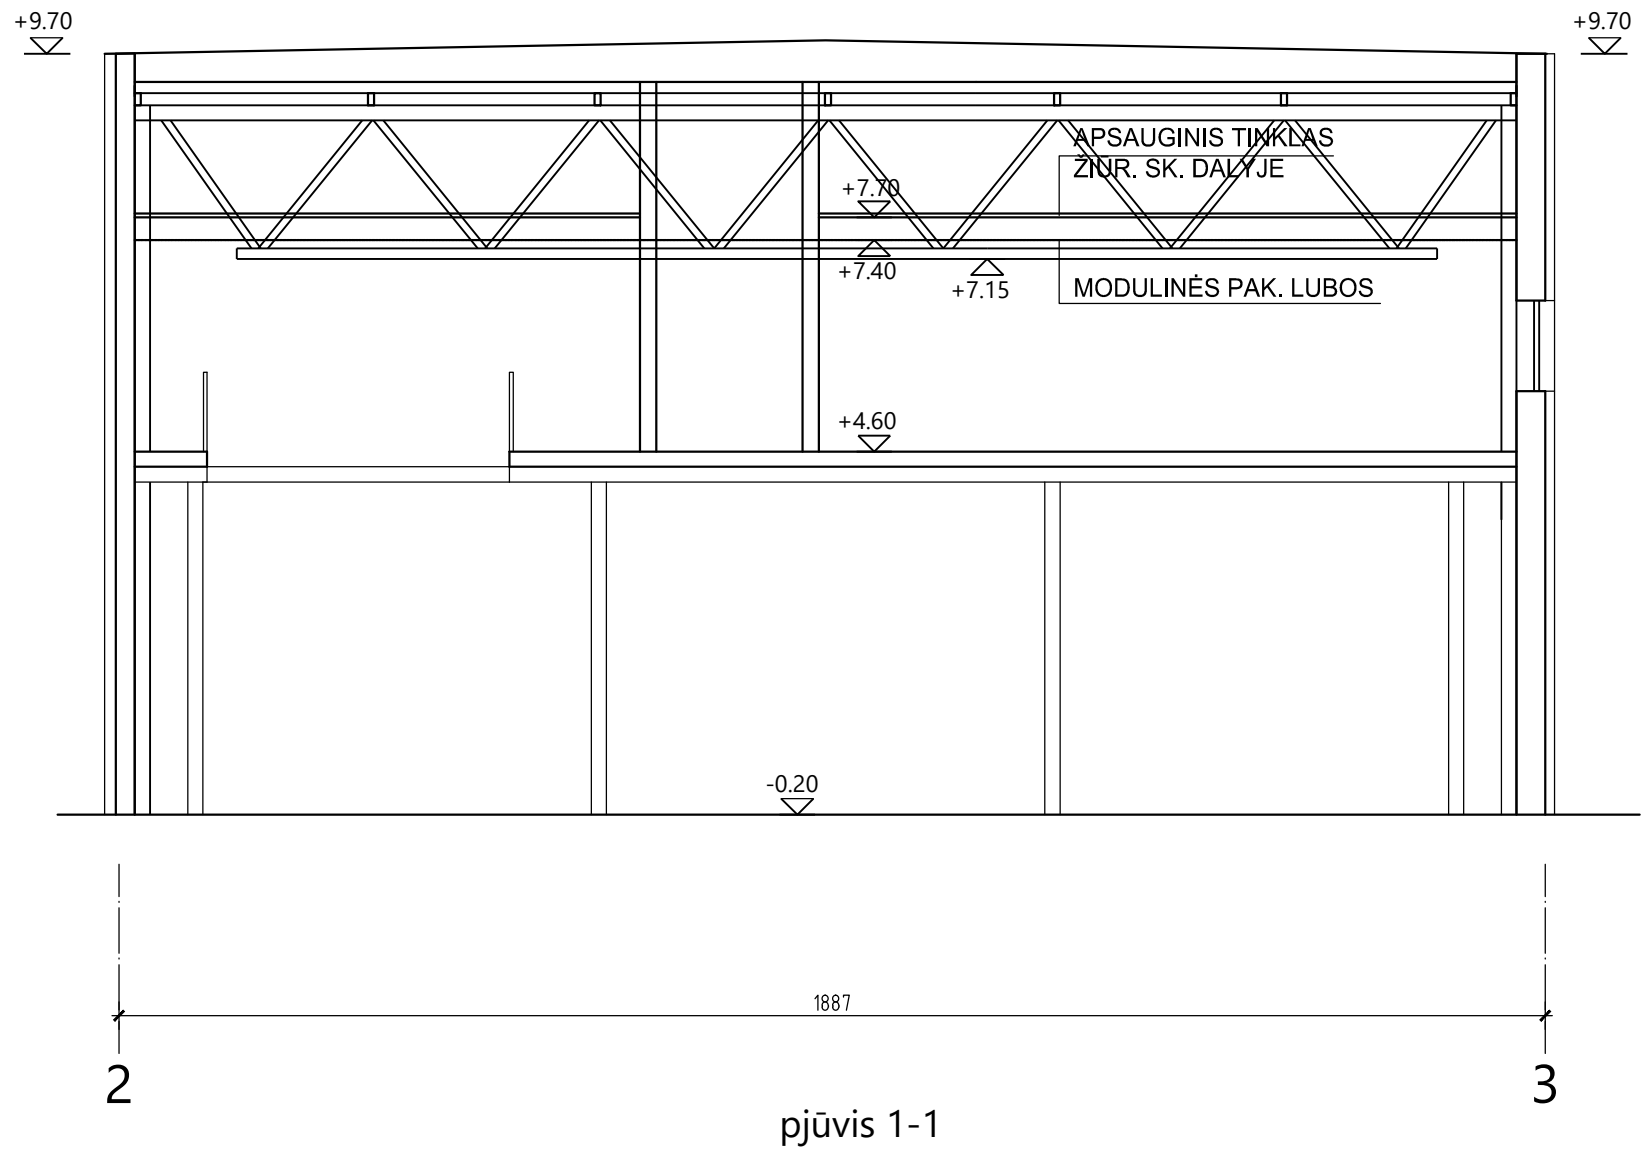 +9.70
+9.70
APSAUGINIS TINKLAS
ŽIŪR. SK. DALYJE
+7.70
+7.40
+7.15
MODULINĖS PAK. LUBOS
+4.60
-0.20
1887
2
3
pjūvis 1-1